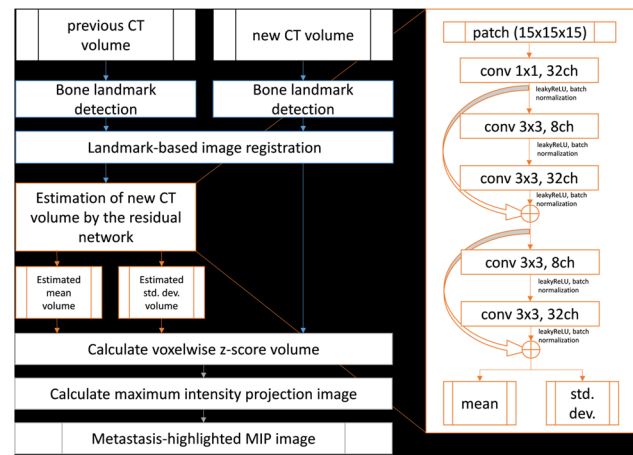 previous CT
volume
new CT volume
Bone landmark
detection
Bone landmark
detection
Landmark-based image registration
Estimation of new CT
volume by the residual
network
Estimated
mean
volume
Estimated
std. dev.
volume
Calculate voxelwise z-score volume
Calculate maximum intensity projection image
Metastasis-highlighted MIP image
patch (15x15x15)
conv 1x1, 32ch
leakyReLU, batch
normalization
conv 3x3, 8ch
leakyReLU, batch
normalization
conv 3x3, 32ch
leakyReLU, batch
normalization
conv 3x3, 8ch
leakyReLU, batch
normalization
conv 3x3, 32ch
leakyReLU, batch
normalization
mean
std.
dev.